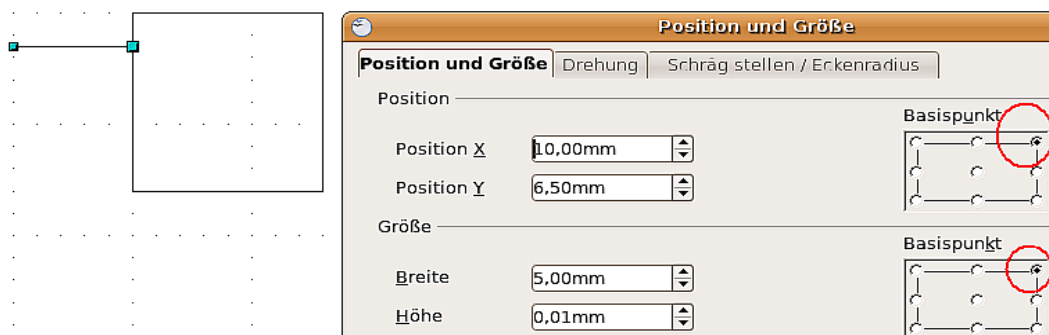 Position und Größe
Position und Größe Drehung Schräg stellen / Eckenradius
Position
Basispunkt
Position X 10,00mm
Position Y 6,50mm
Größe
Basispunkt
Breite 5,00mm
Höhe 0,01mm